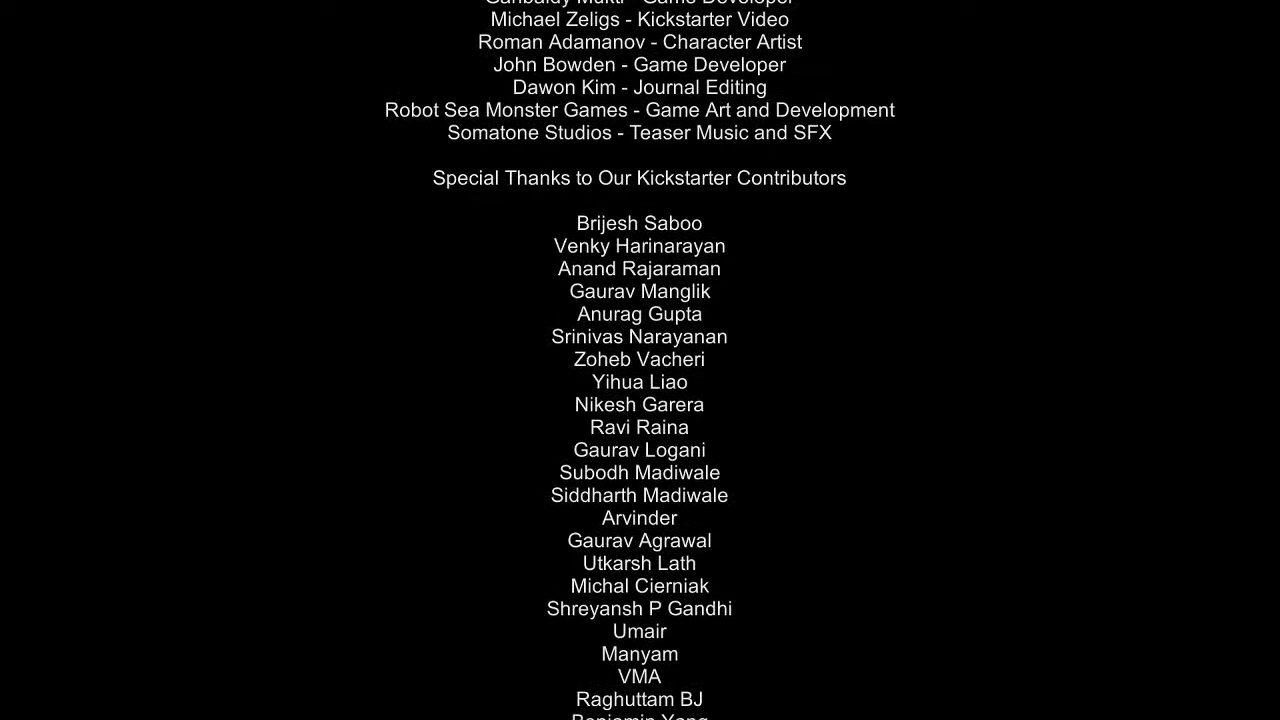 Michael Zeligs - Kickstarter Video
Roman Adamanov - Character Artist
John Bowden - Game Developer
Dawon Kim - Journal Editing
Robot Sea Monster Games - Game Art and Development
Somatone Studios - Teaser Music and SFX
Special Thanks to Our Kickstarter Contributors
Brijesh Saboo
Venky Harinarayan
Anand Rajaraman
Gaurav Manglik
Anurag Gupta
Srinivas Narayanan
Zoheb Vacheri
Yihua Liao
Nikesh Garera
Ravi Raina
Gaurav Logani
Subodh Madiwale
Siddharth Madiwale
Arvinder
Gaurav Agrawal
Utkarsh Lath
Michal Cierniak
Shreyansh P Gandhi
Umair
Manyam
VMA
Raghuttam BJ